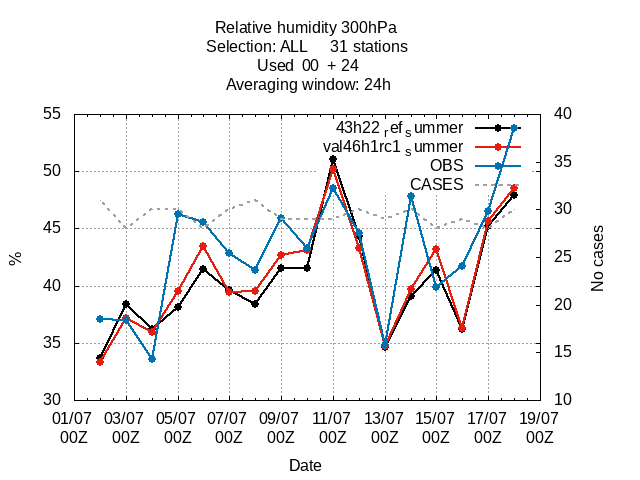 Relative humidity 300hPa
Selection: ALL     31 stations
Used  00  + 24
Averaging window: 24h
55
50
45
40
35
30
%
40
35
30
25
20
15
10
No cases
43h22 refsummer
val46h1rc1 summer
OBS
CASES
01/07 03/07 05/07 07/07 09/07 11/07 13/07 15/07 17/07 19/07
00Z 00Z 00Z 00Z 00Z 00Z 00Z 00Z 00Z 00Z
Date